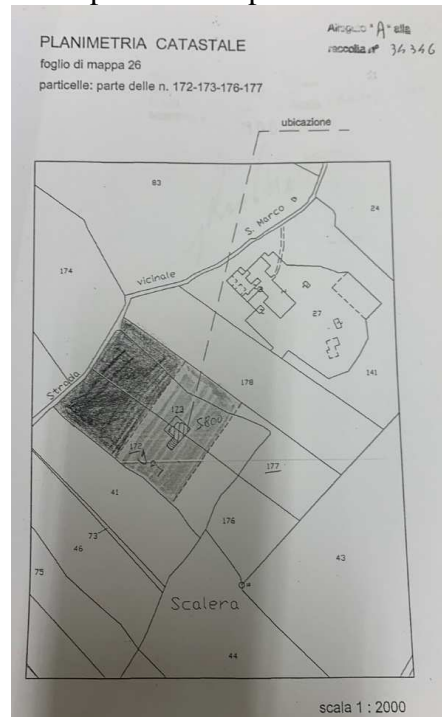 PLANIMETRIA CATASTALE
foglio di mappa 26
particelle: parte delle n. 172-173-176-177
"A" alla
raccolta n° 34346
ubicazione
83
24
S. Marco
vicinale
174
27
141
Strada
178
123
5800
172
177
41
176
73
46
43
75
Scalera
44
scala 1 : 2000